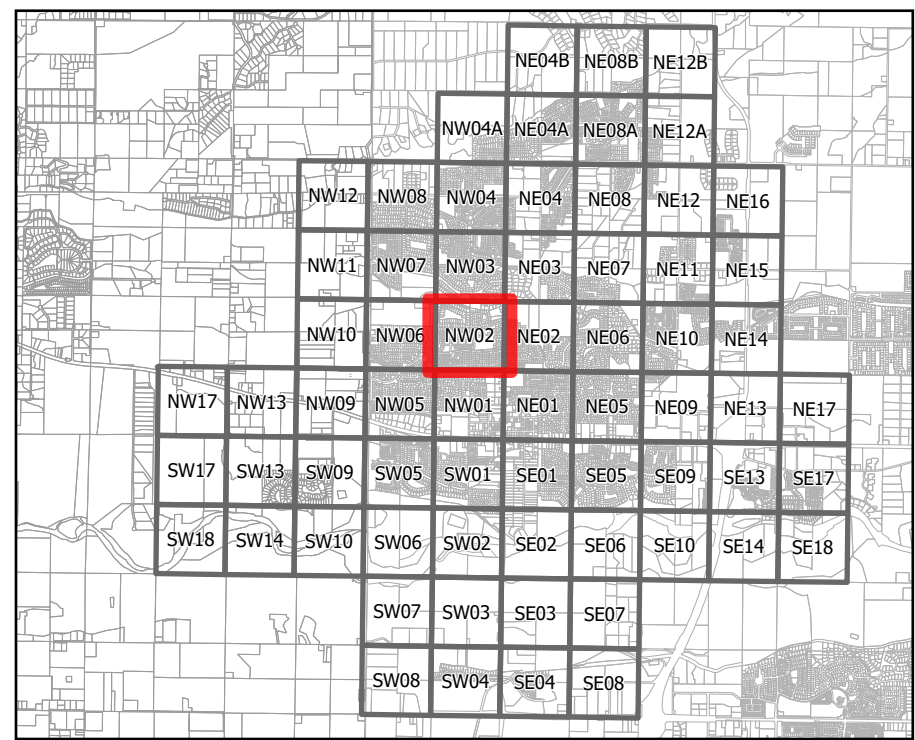 NE04B NE08B NE12B
NW04A NE04A NE08A NE12A
NW12 NW08 NW04 NE04 NE08 NE12 NE16
NW11 NW07 NW03 NE03 NE07 NE11 NE15
NW10 NW06 NW02 NE02 NE06 NE10 NE14
NW17 NW13 NW09 NW05 NW01 NE01 NE05 NE09 NE13 NE17
SW17 SW13 SW09 SW05 SW01 SE01 SE05 SE09 SE13 SE17
SW18 SW14 SW10 SW06 SW02 SE02 SE06 SE10 SE14 SE18
SW07 SW03 SE03 SE07
SW08 SW04 SE04 SE08